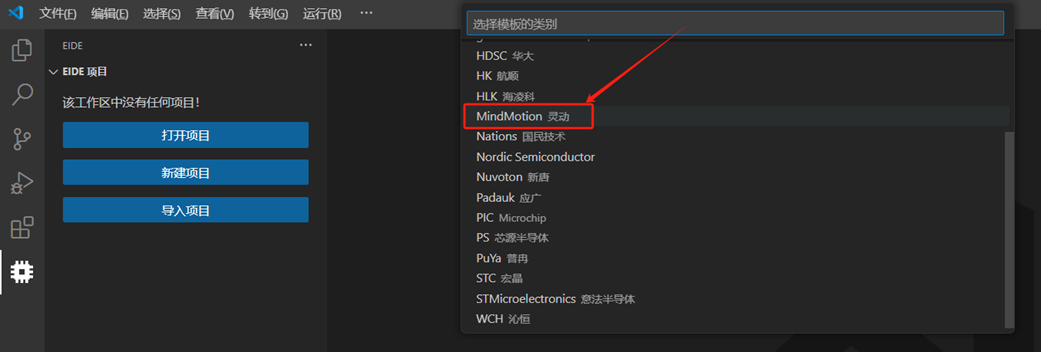 文件(F) 编辑(E) 选择(S) 查看(V) 转到(G) 运行(R) ···
EIDE ···
EIDE 项目
该工作区中没有任何项目!
打开项目
新建项目
导入项目
选择模板的类别
HDSC 华大
HK 航顺
HLK 海凌科
MindMotion 灵动
Nations 国民技术
Nordic Semiconductor
Nuvoton 新唐
Padauk 应广
PIC Microchip
PS 芯源半导体
PuYa 普冉
STC 宏晶
STMicroelectronics 意法半导体
WCH 沁恒